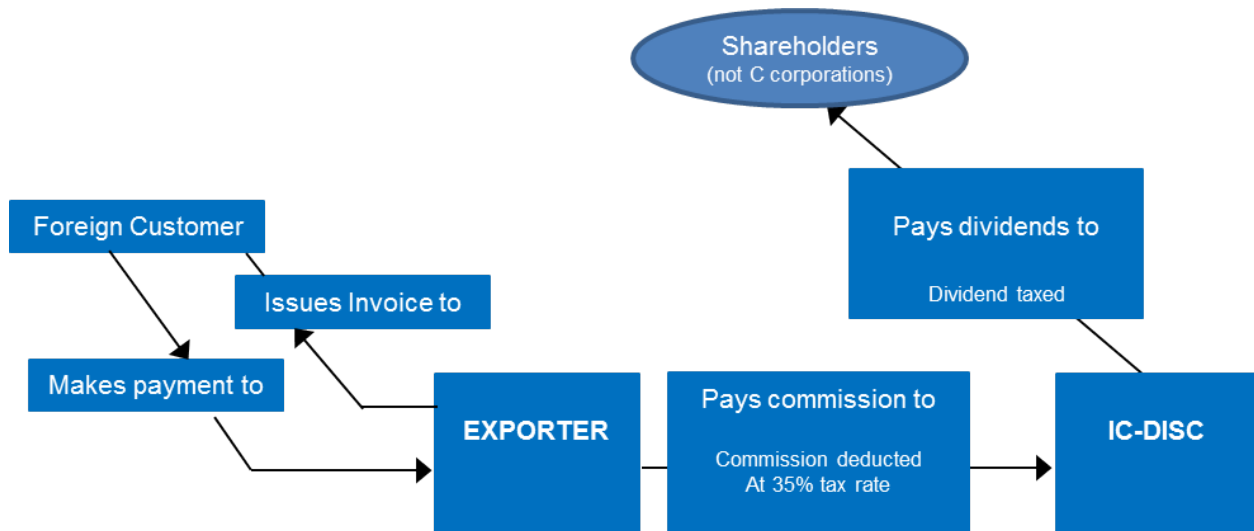 Shareholders
(not C corporations)
Foreign Customer
Issues Invoice to
Makes payment to
EXPORTER
Pays commission to
Commission deducted
At 35% tax rate
IC-DISC
Pays dividends to
Dividend taxed